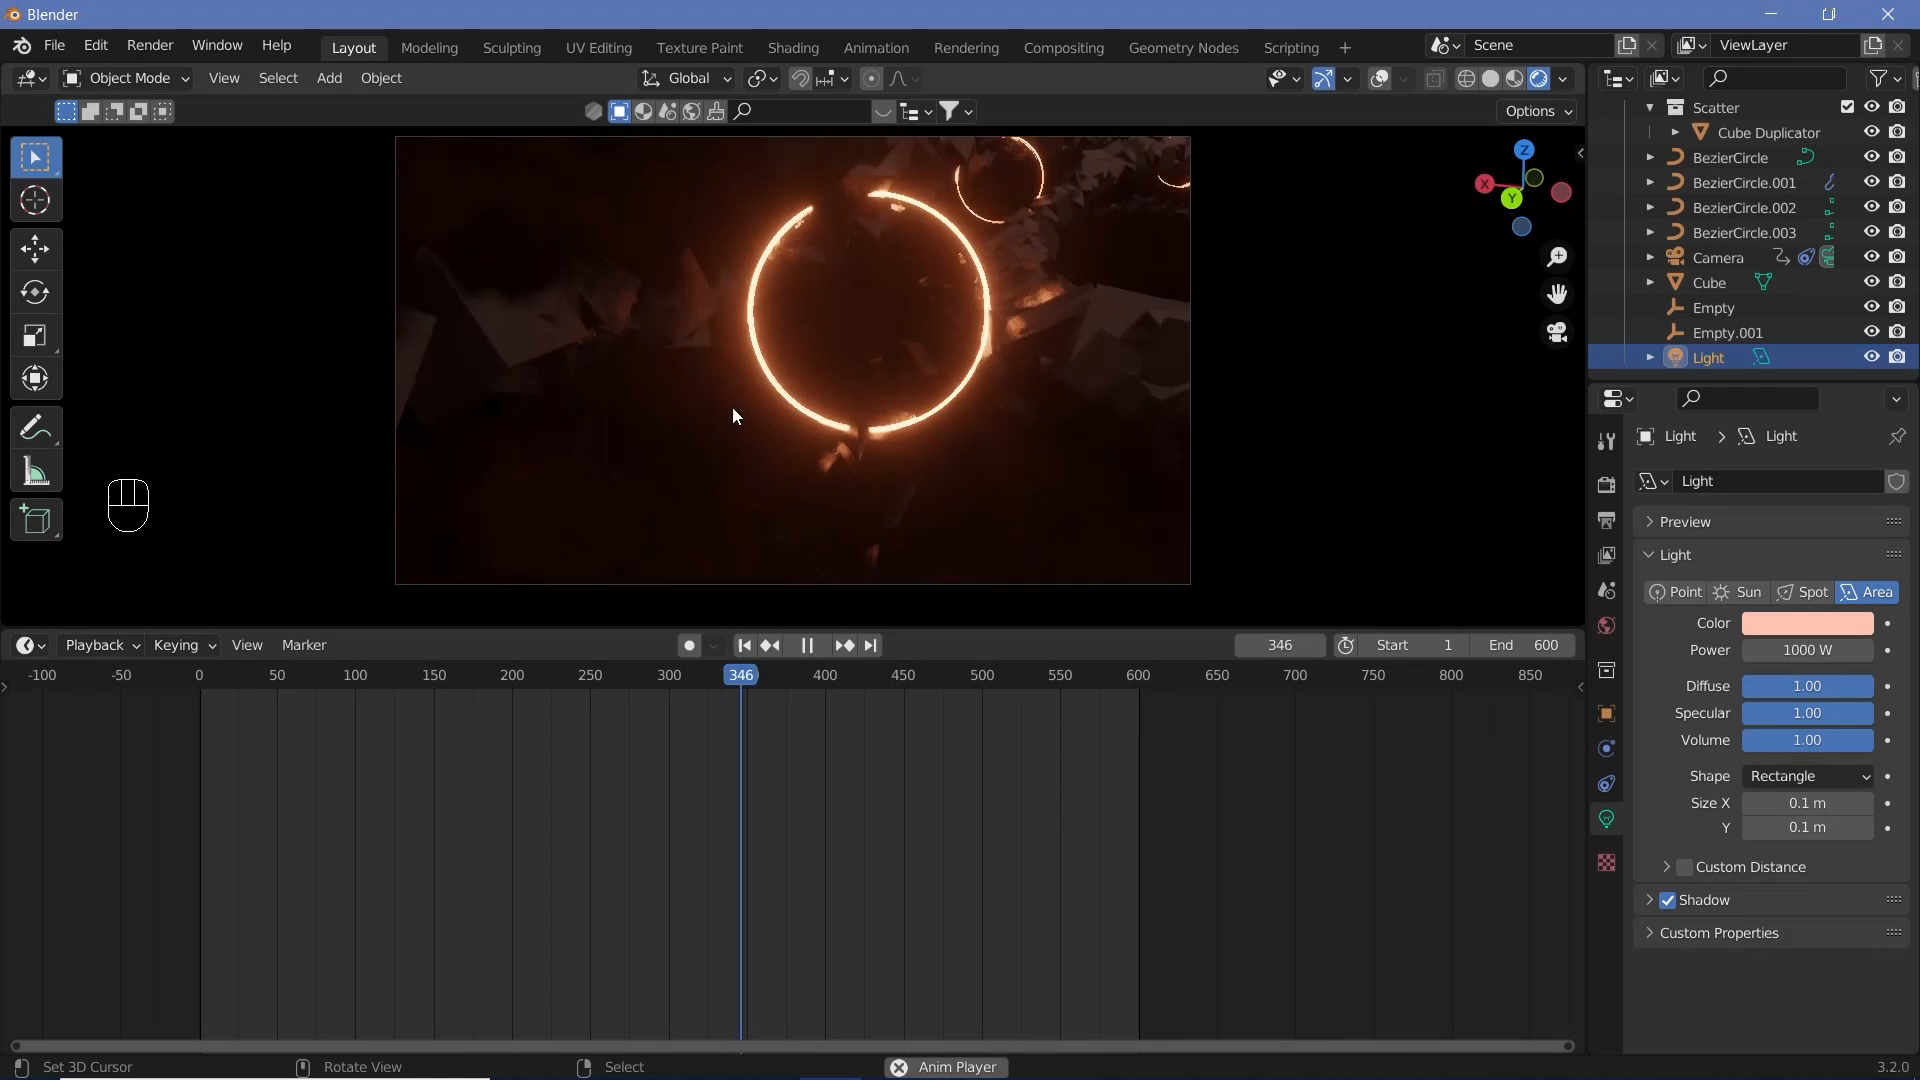 Blender
File Edit Render Window Help
Layout Modeling Sculpting UV Editing Texture Paint Shading Animation Rendering Compositing Geometry Nodes Scripting +
Scene
ViewLayer
Object Mode View Select Add Object
Global
Options
Z
X
Y
Scatter
Cube Duplicator
BezierCircle
BezierCircle.001
BezierCircle.002
BezierCircle.003
Camera
Cube
Empty
Empty.001
Light
Light > Light
Light
Preview
Light
Point Sun Spot Area
Color
Power 1000 W
Diffuse 1.00
Specular 1.00
Volume 1.00
Shape Rectangle
Size X 0.1 m
Y 0.1 m
Custom Distance
Shadow
Custom Properties
Playback Keying View Marker
346 Start 1 End 600
-100 -50 0 50 100 150 200 250 300 346 400 450 500 550 600 650 700 750 800 850
Set 3D Cursor Rotate View Select Anim Player 3.2.0